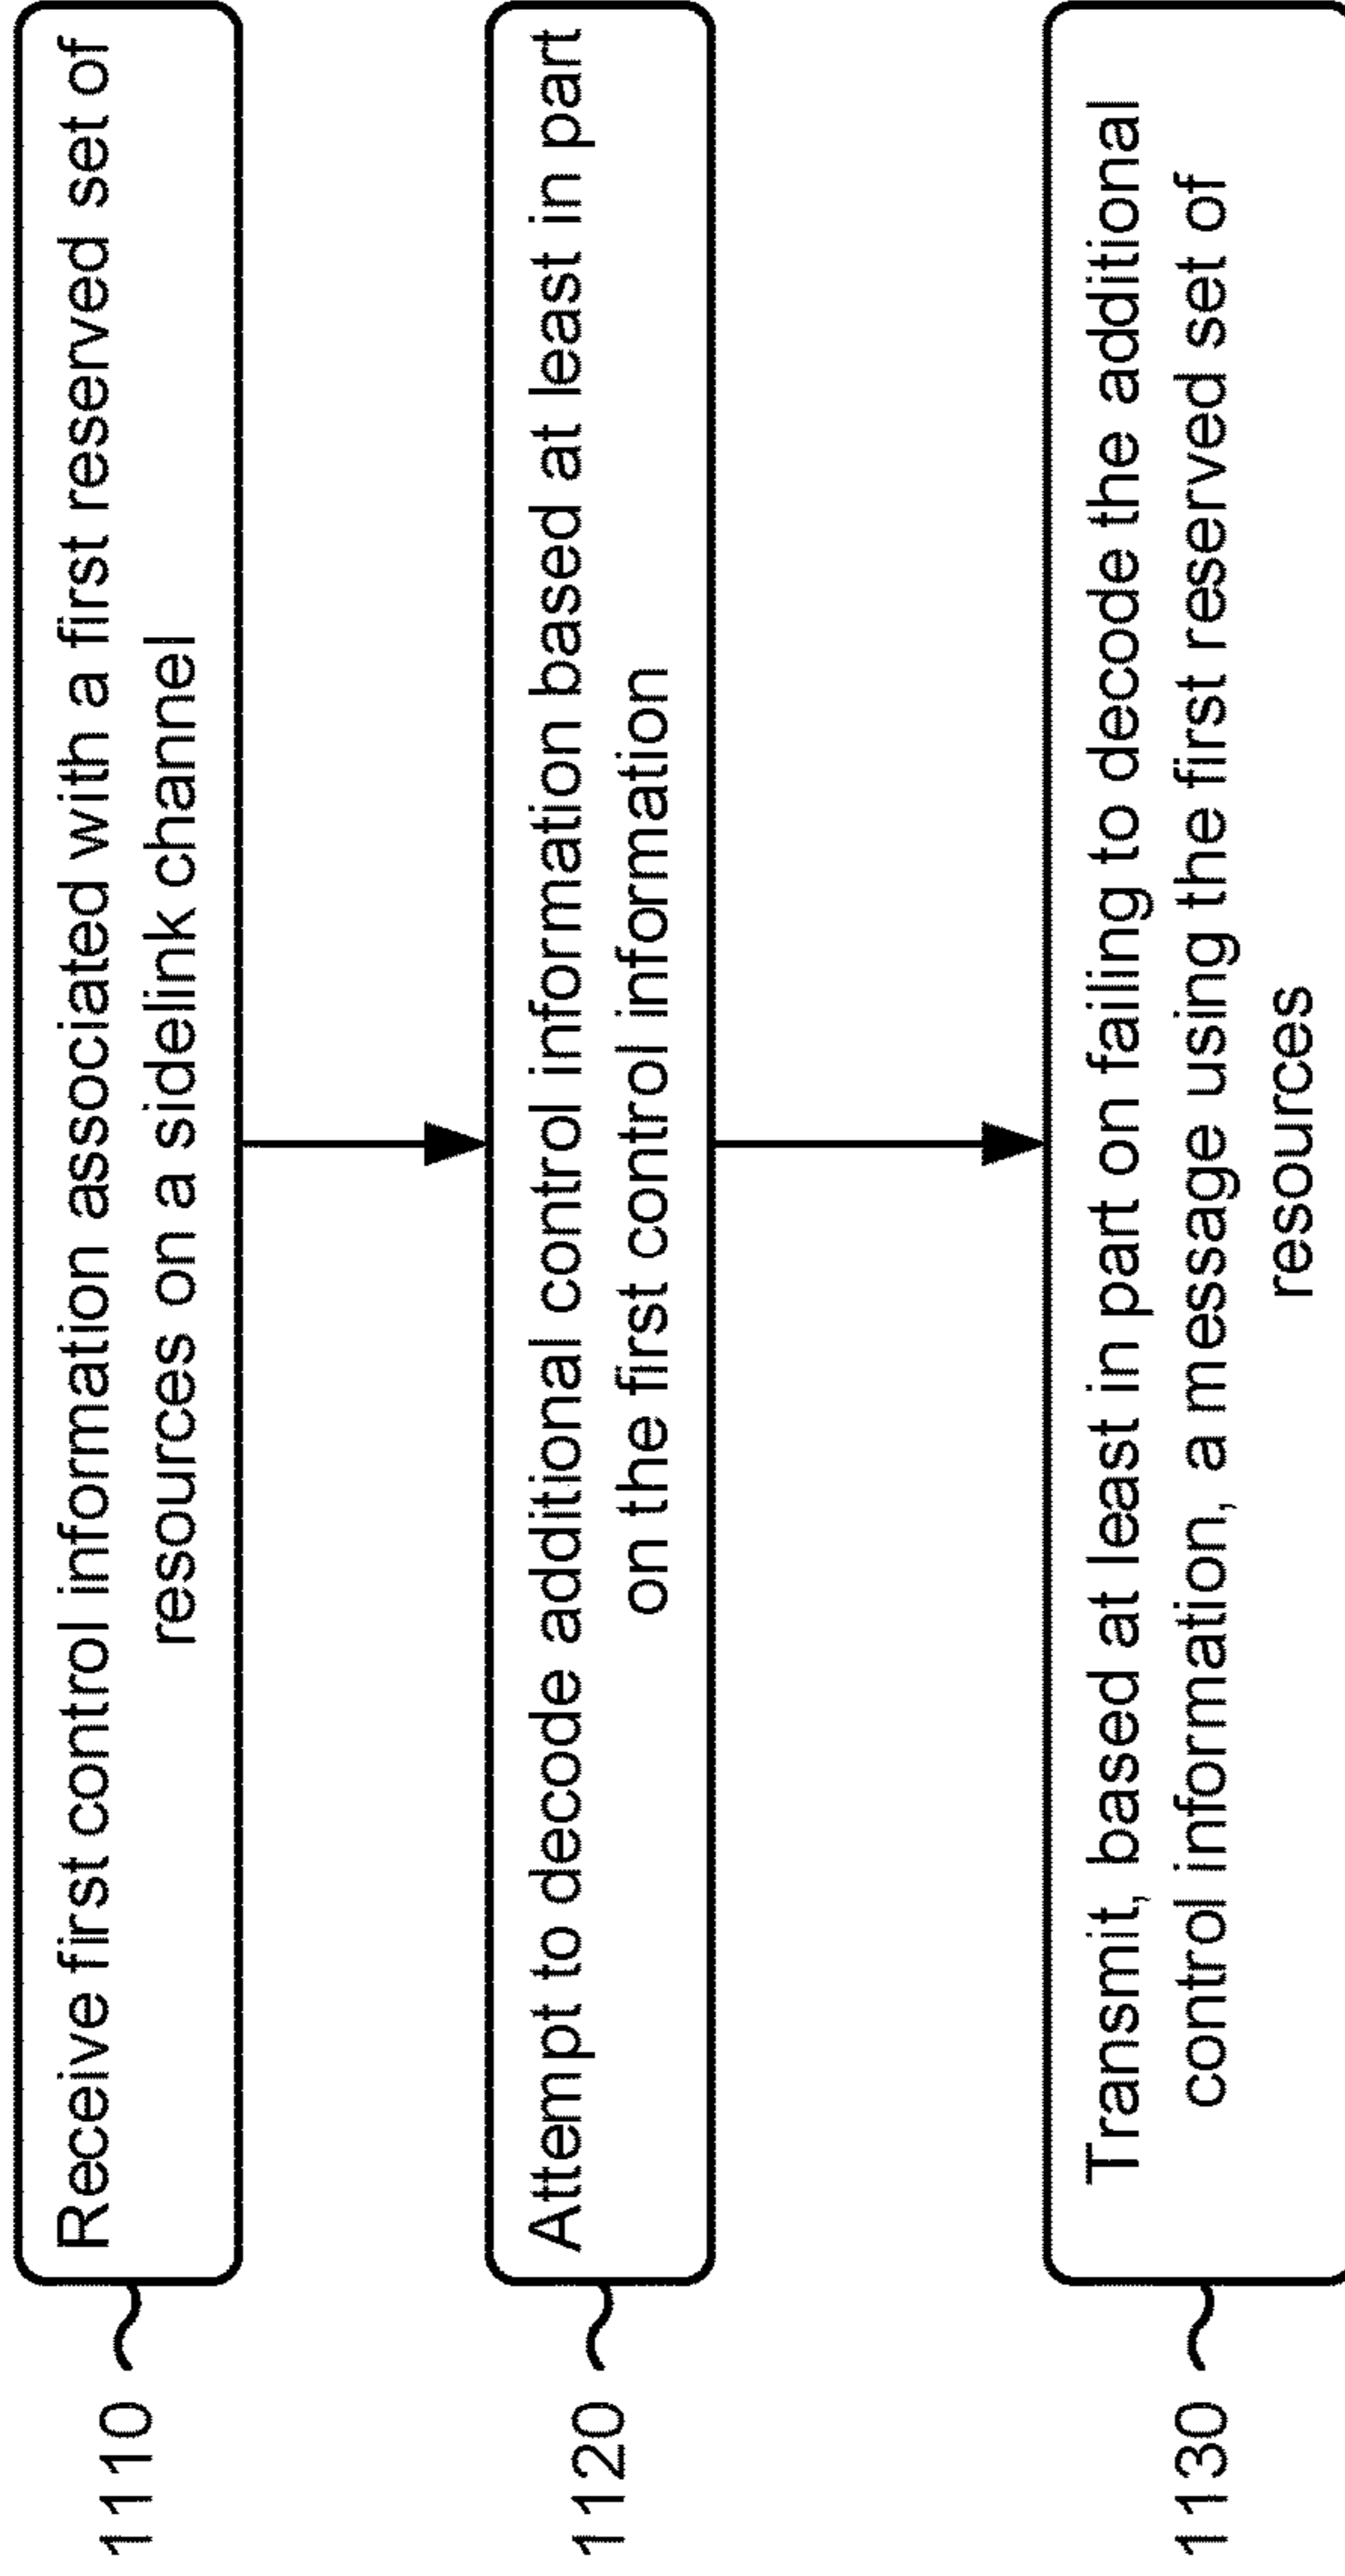 1110
Receive first control information associated with a first reserved set of
resources on a sidelink channel
1120
Attempt to decode additional control information based at least in part
on the first control information
1130
Transmit, based at least in part on failing to decode the additional
control information, a message using the first reserved set of
resources